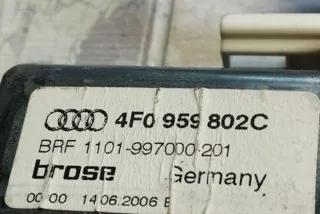 4F0 959 802C
BRF 1101-997000-201
brose Germany
00:00 14.06.2006 E